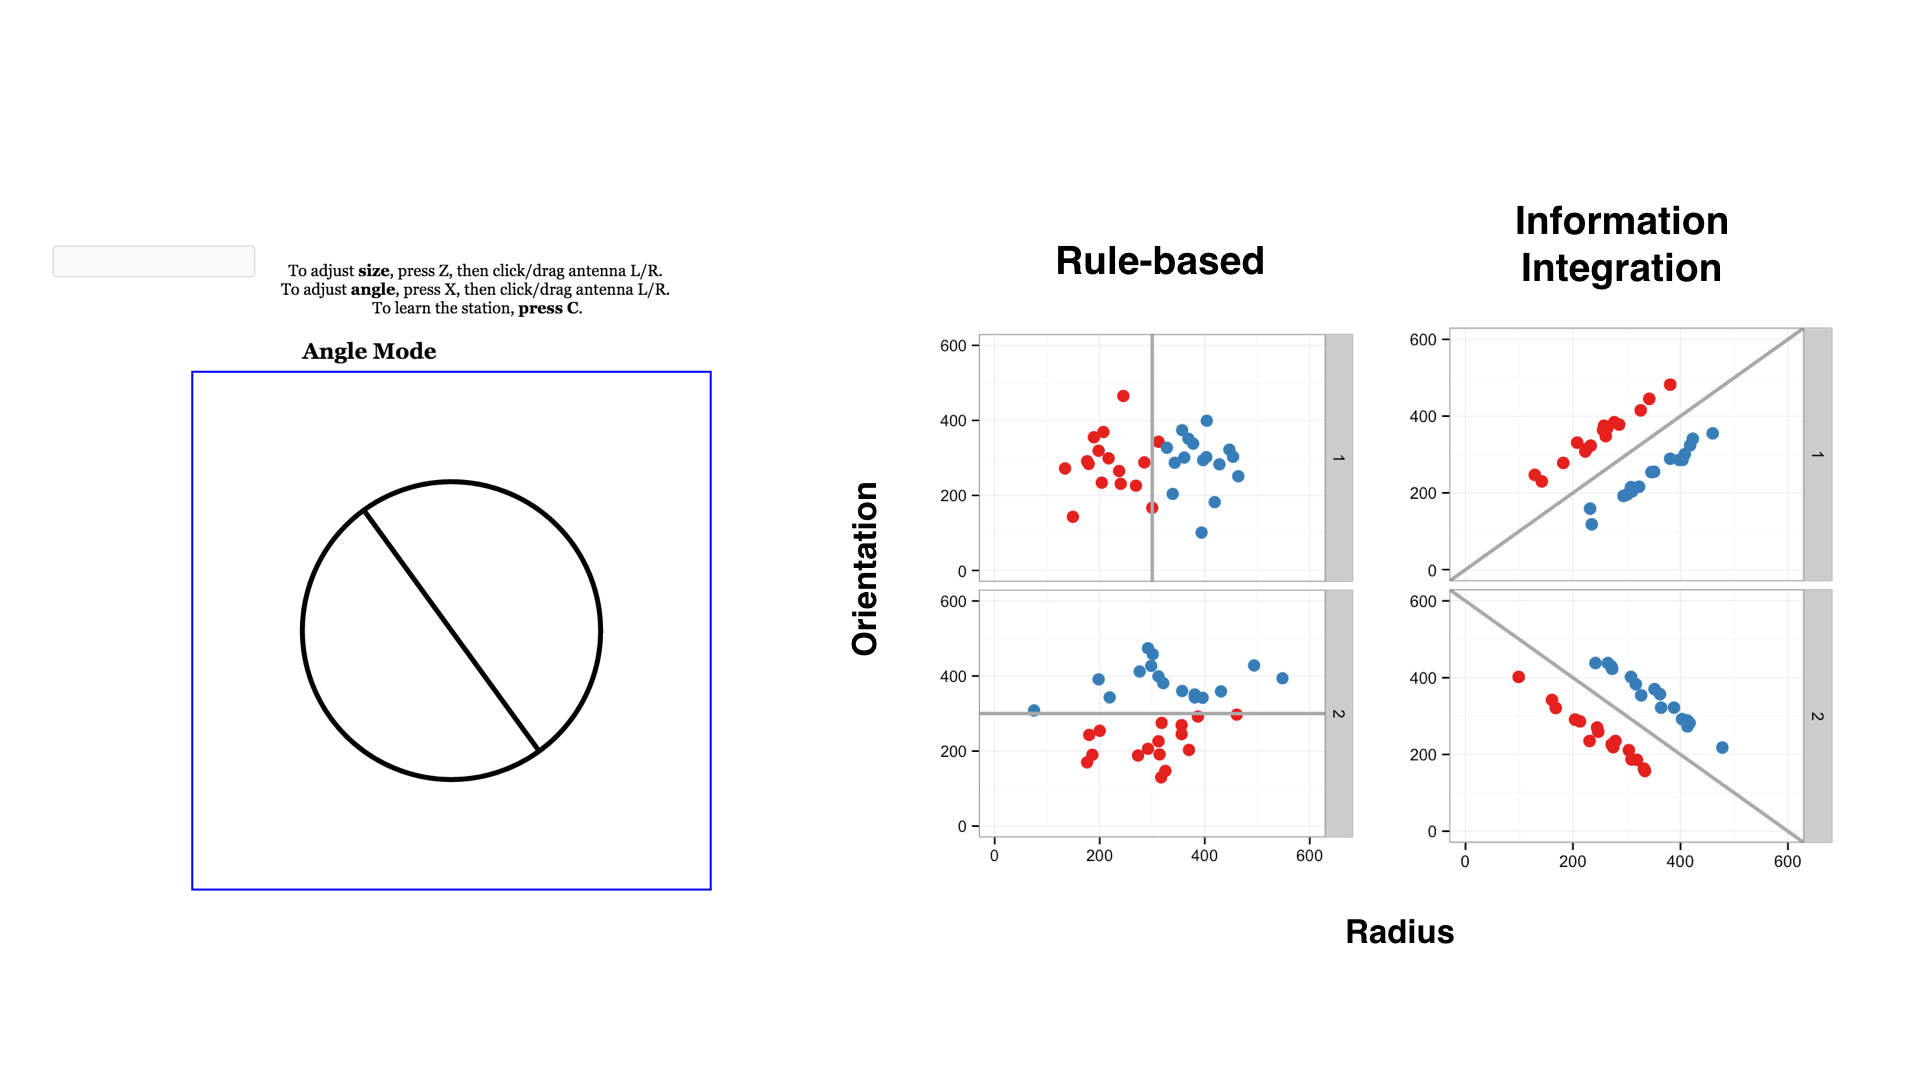 To adjust size, press Z, then click/drag antenna L/R.
To adjust angle, press X, then click/drag antenna L/R.
To learn the station, press C.
Angle Mode
Orientation
Rule-based
600
400
200
0
1
600
400
200
0
2
0 200 400 600
Information
Integration
600
400
200
0
1
600
400
200
0
2
0 200 400 600
Radius